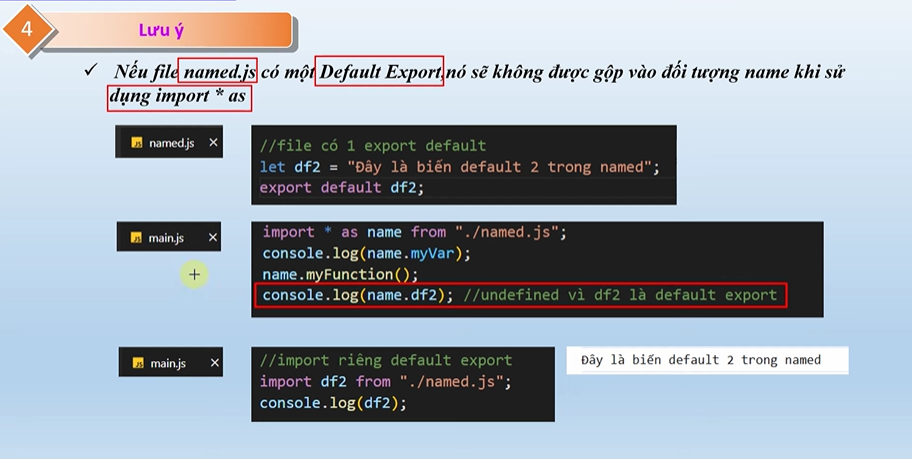 4
Lưu ý
✓ Nếu file named.js có một Default Export,nó sẽ không được gộp vào đối tượng name khi sử
dụng import * as
JS named.js ×
//file có 1 export default
let df2 = "Đây là biến default 2 trong named";
export default df2;
JS main.js ×
import * as name from "./named.js";
console.log(name.myVar);
name.myFunction();
console.log(name.df2); //undefined vì df2 là default export
JS main.js ×
//import riêng default export
import df2 from "./named.js";
console.log(df2);
Đây là biến default 2 trong named